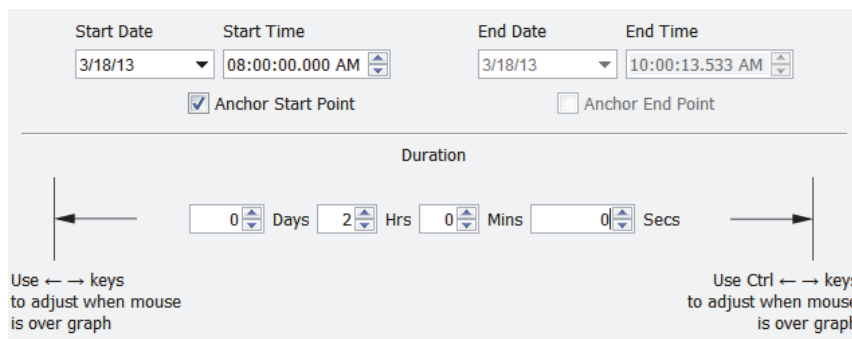 Start Date Start Time End Date End Time
3/18/13 08:00:00.000 AM 3/18/13 10:00:13.533 AM
Anchor Start Point Anchor End Point
Duration
0 Days 2 Hrs 0 Mins 0 Secs
Use ← → keys
to adjust when mouse
is over graph
Use Ctrl ← → keys
to adjust when mouse
is over graph